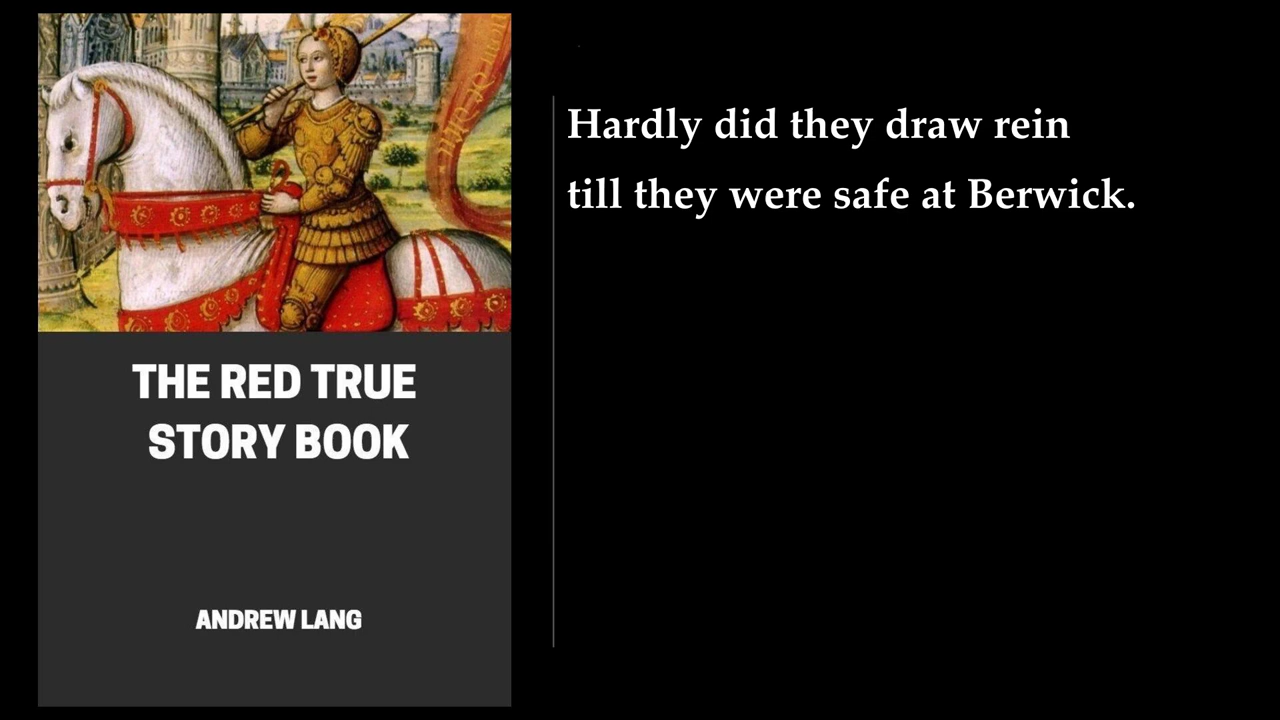 THE RED TRUE
STORY BOOK
ANDREW LANG
Hardly did they draw rein
till they were safe at Berwick.